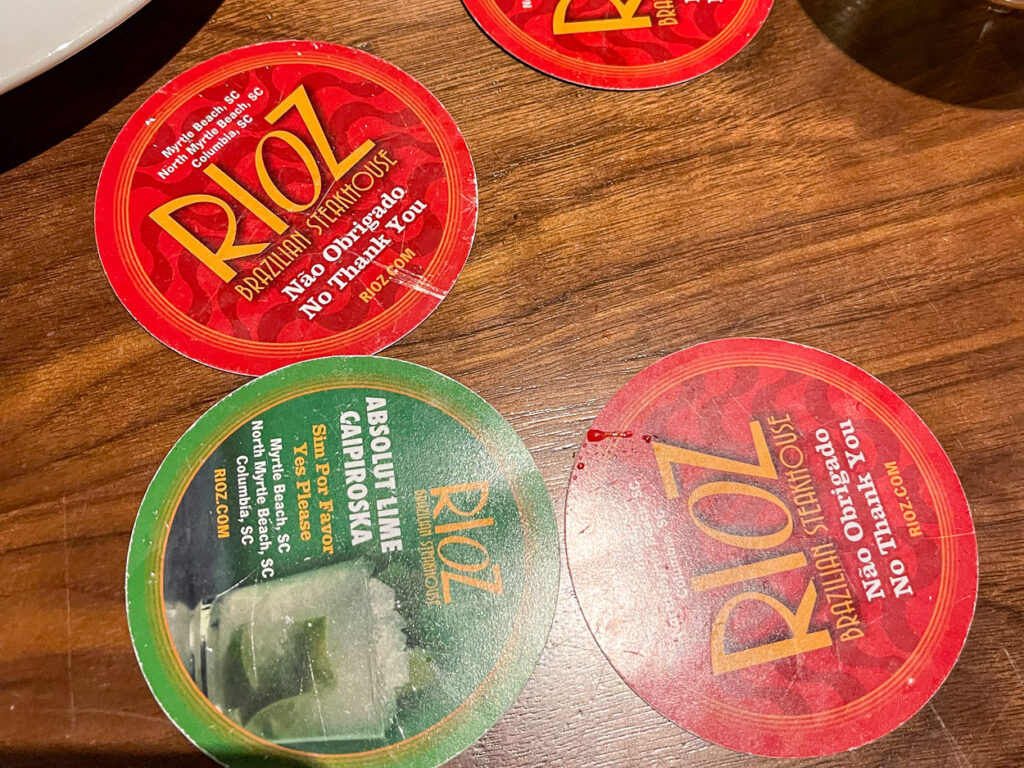 RIOZ
BRAZILIAN
Myrtle Beach, SC
North Myrtle Beach, SC
Columbia, SC
RIOZ
BRAZILIAN STEAKHOUSE
Não Obrigado
No Thank You
RIOZ.COM
RIOZ
BRAZILIAN STEAKHOUSE
ABSOLUT LIME
CAIPIROSKA
Sim Por Favor
Yes Please
Myrtle Beach, SC
North Myrtle Beach, SC
Columbia, SC
RIOZ.COM
RIOZ
BRAZILIAN STEAKHOUSE
Não Obrigado
No Thank You
RIOZ.COM